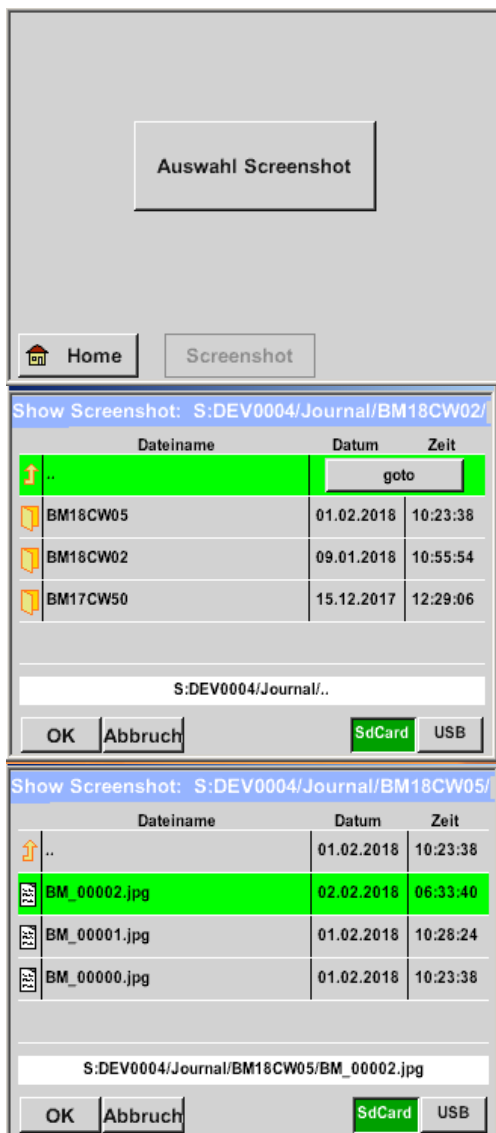 Auswahl Screenshot
Home Screenshot
Show Screenshot: S:DEV0004/Journal/BM18CW02/
Dateiname Datum Zeit
.. goto
BM18CW05 01.02.2018 10:23:38
BM18CW02 09.01.2018 10:55:54
BM17CW50 15.12.2017 12:29:06
S:DEV0004/Journal/..
OK Abbruch SdCard USB
Show Screenshot: S:DEV0004/Journal/BM18CW05/
Dateiname Datum Zeit
.. 01.02.2018 10:23:38
BM_00002.jpg 02.02.2018 06:33:40
BM_00001.jpg 01.02.2018 10:28:24
BM_00000.jpg 01.02.2018 10:23:38
S:DEV0004/Journal/BM18CW05/BM_00002.jpg
OK Abbruch SdCard USB